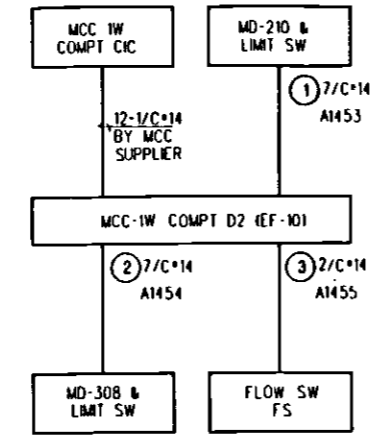 MCC 1W
COMPT C1C
MD-210 &
LIMIT SW
1 7/C#14
A1453
12-1/C#14
BY MCC
SUPPLIER
MCC-1W COMPT D2 (EF-10)
2 7/C#14
A1454
3 2/C#14
A1455
MD-308 &
LIMIT SW
FLOW SW
FS